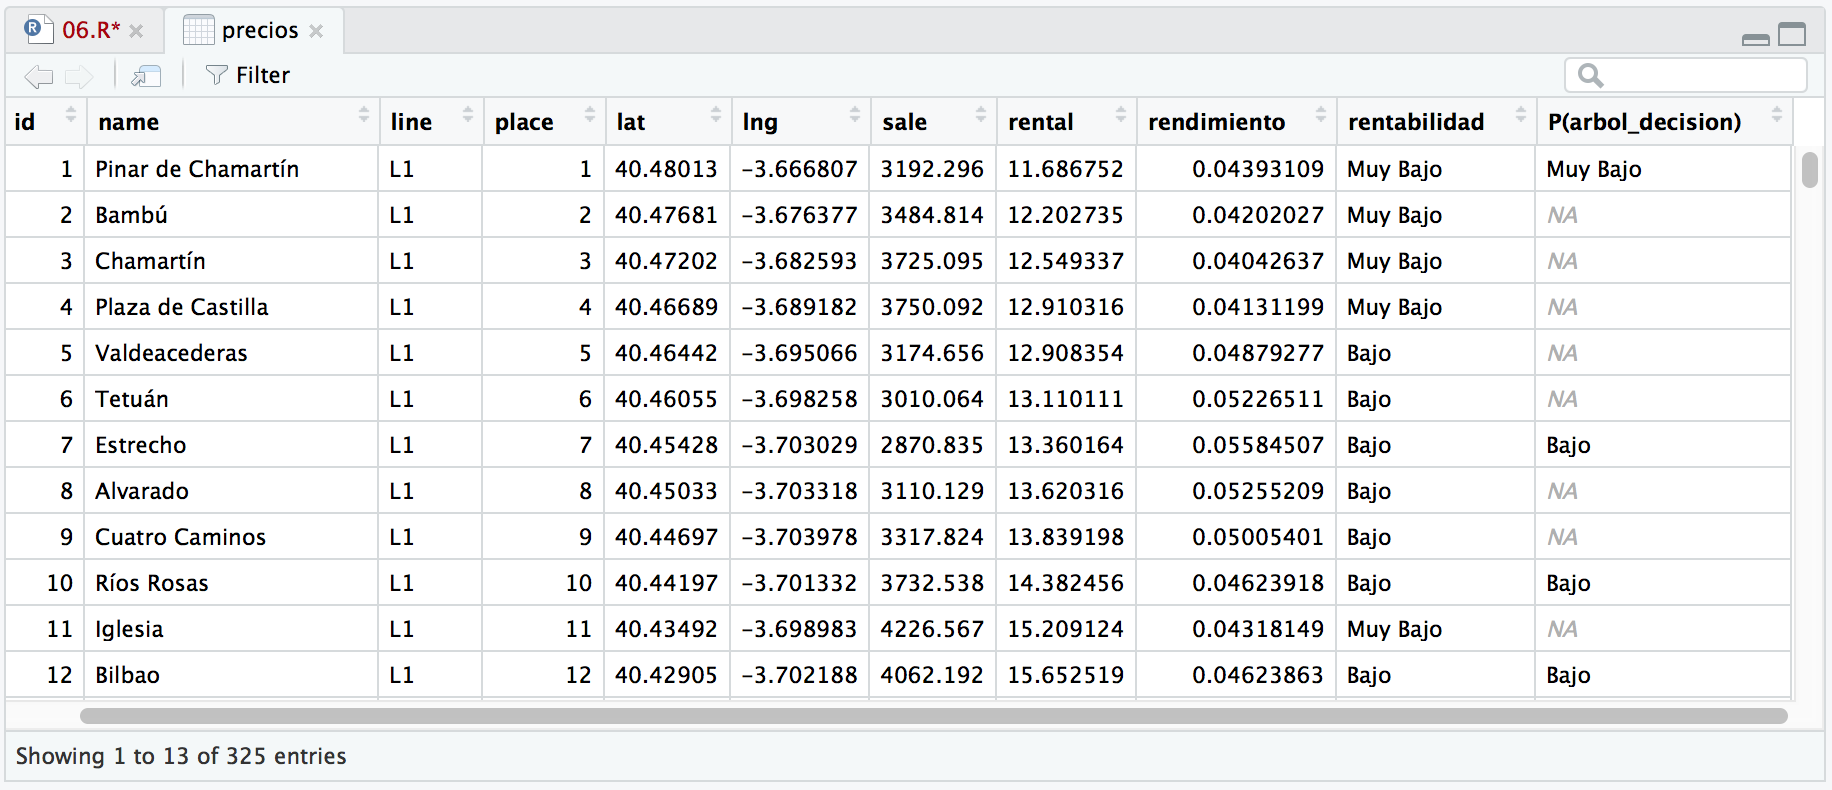 R 06.R* precios
Filter
id name line place lat lng sale rental rendimiento rentabilidad P(arbol_decision)
1 Pinar de Chamartín L1 1 40.48013 -3.666807 3192.296 11.686752 0.04393109 Muy Bajo Muy Bajo
2 Bambú L1 2 40.47681 -3.676377 3484.814 12.202735 0.04202027 Muy Bajo NA
3 Chamartín L1 3 40.47202 -3.682593 3725.095 12.549337 0.04042637 Muy Bajo NA
4 Plaza de Castilla L1 4 40.46689 -3.689182 3750.092 12.910316 0.04131199 Muy Bajo NA
5 Valdeacederas L1 5 40.46442 -3.695066 3174.656 12.908354 0.04879277 Bajo NA
6 Tetuán L1 6 40.46055 -3.698258 3010.064 13.110111 0.05226511 Bajo NA
7 Estrecho L1 7 40.45428 -3.703029 2870.835 13.360164 0.05584507 Bajo Bajo
8 Alvarado L1 8 40.45033 -3.703318 3110.129 13.620316 0.05255209 Bajo NA
9 Cuatro Caminos L1 9 40.44697 -3.703978 3317.824 13.839198 0.05005401 Bajo NA
10 Ríos Rosas L1 10 40.44197 -3.701332 3732.538 14.382456 0.04623918 Bajo Bajo
11 Iglesia L1 11 40.43492 -3.698983 4226.567 15.209124 0.04318149 Muy Bajo NA
12 Bilbao L1 12 40.42905 -3.702188 4062.192 15.652519 0.04623863 Bajo Bajo
Showing 1 to 13 of 325 entries